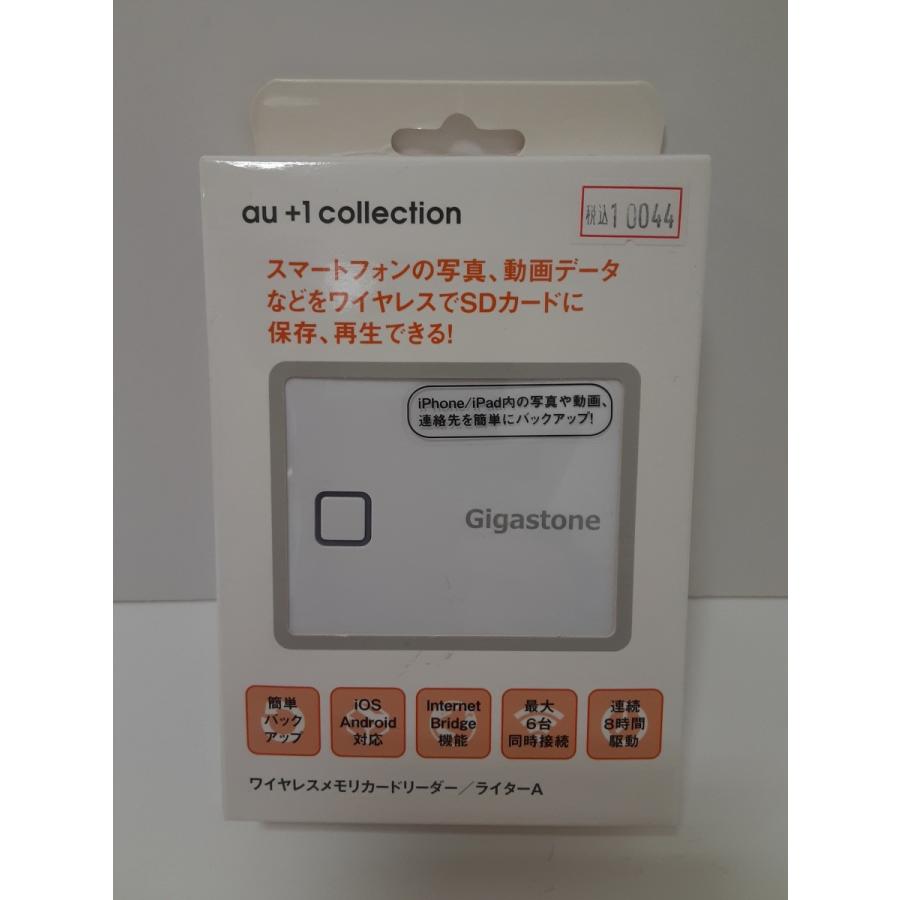 au +1 collection
税込10044
スマートフォンの写真、動画データ
などをワイヤレスでSDカードに
保存、再生できる!
iPhone/iPad内の写真や動画、
連絡先を簡単にバックアップ!
Gigastone
簡単
バック
アップ
iOS
Android
対応
Internet
Bridge
機能
最大
6台
同時接続
連続
8時間
駆動
ワイヤレスメモリカードリーダー/ライターA